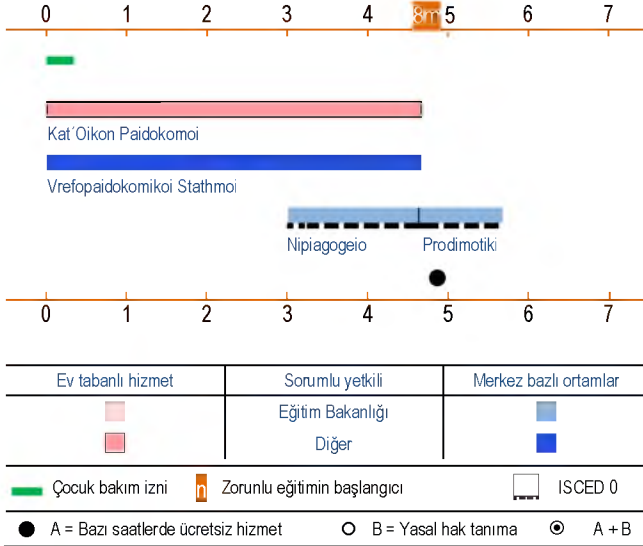 0 1 2 3 4 8m 5 6 7
Kat´Oikon Paidokomoi
Vrefopaidokomikoi Stathmoi
Nipiagogeio Prodimotiki
0 1 2 3 4 5 6 7
Ev tabanlı hizmet Sorumlu yetkili Merkez bazlı ortamlar
Eğitim Bakanlığı
Diğer
Çocuk bakım izni n Zorunlu eğitimin başlangıcı ISCED 0
A = Bazı saatlerde ücretsiz hizmet B = Yasal hak tanıma A + B